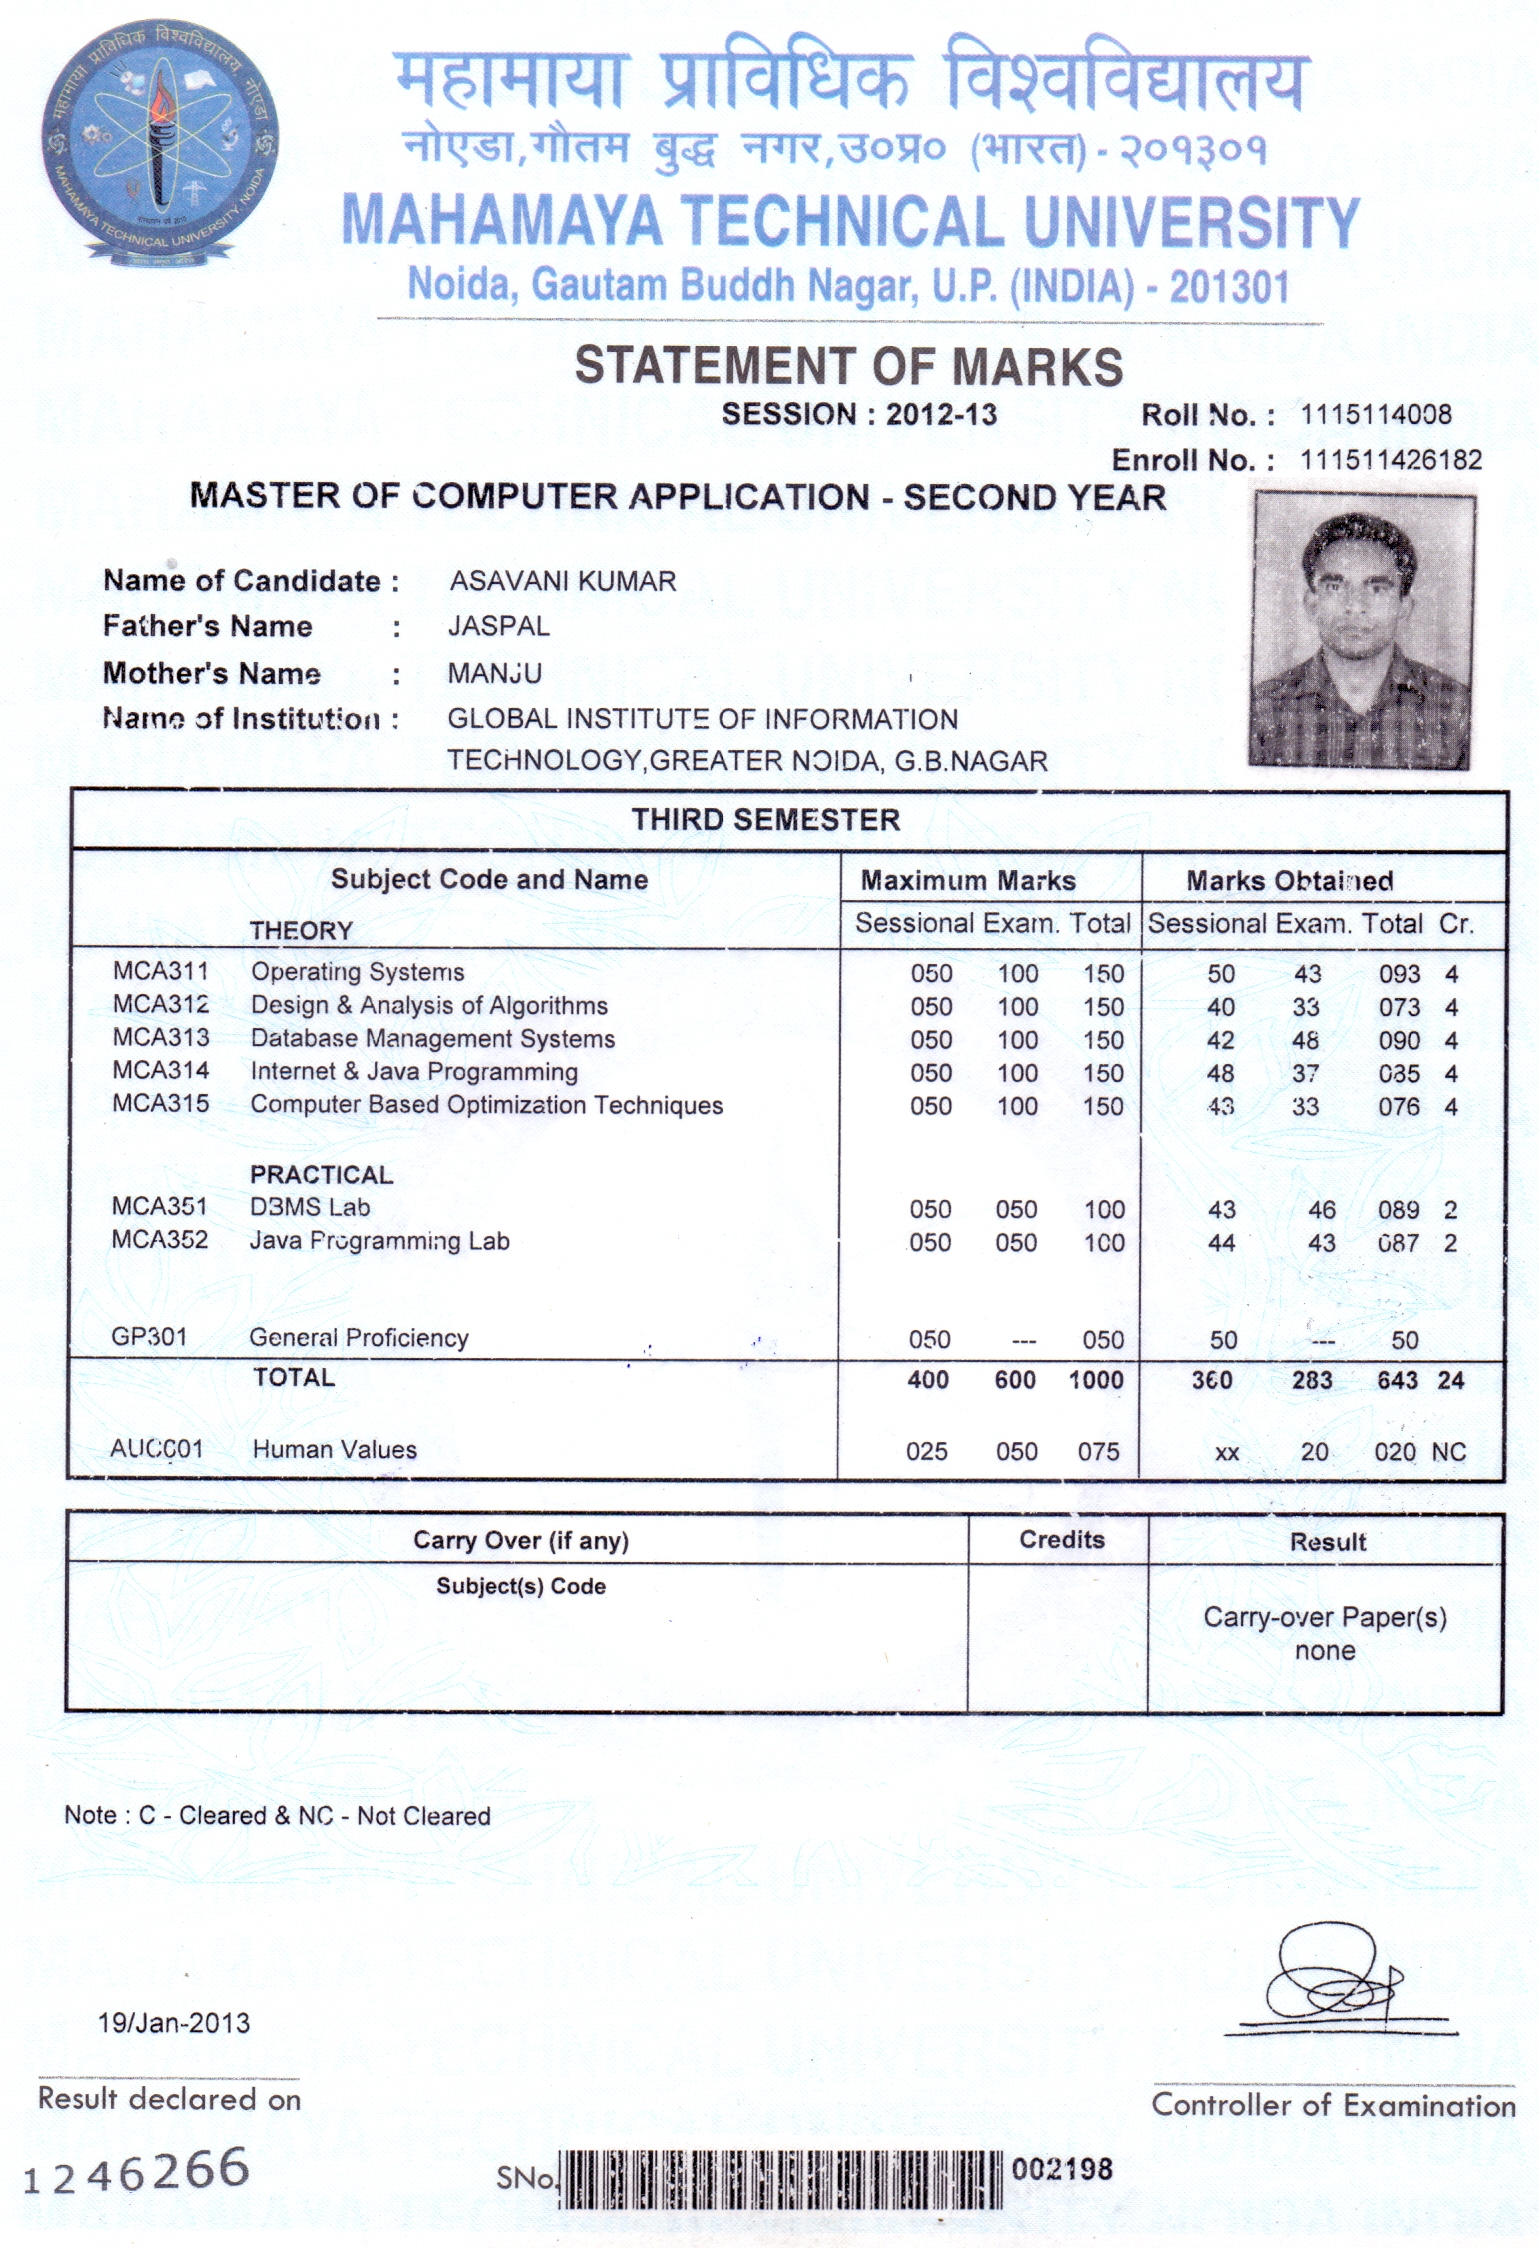 महामाया प्राविधिक विश्वविद्यालय
नोएडा,गौतम बुद्ध नगर,उ०प्र० (भारत) - २०१३०१
MAHAMAYA TECHNICAL UNIVERSITY
Noida, Gautam Buddh Nagar, U.P. (INDIA) - 201301
महामाया प्राविधिक विश्वविद्यालय, नोएडा
MAHAMAYA TECHNICAL UNIVERSITY, NOIDA
STATEMENT OF MARKS
SESSION : 2012-13 Roll No. : 1115114008
Enroll No. : 111511426182
MASTER OF COMPUTER APPLICATION - SECOND YEAR
Name of Candidate : ASAVANI KUMAR
Father's Name : JASPAL
Mother's Name : MANJU
Name of Institution : GLOBAL INSTITUTE OF INFORMATION
TECHNOLOGY,GREATER NOIDA, G.B.NAGAR
THIRD SEMESTER
Subject Code and Name Maximum Marks Marks Obtained
THEORY Sessional Exam. Total Sessional Exam. Total Cr.
MCA311 Operating Systems 050 100 150 50 43 093 4
MCA312 Design & Analysis of Algorithms 050 100 150 40 33 073 4
MCA313 Database Management Systems 050 100 150 42 48 090 4
MCA314 Internet & Java Programming 050 100 150 48 37 085 4
MCA315 Computer Based Optimization Techniques 050 100 150 43 33 076 4
PRACTICAL
MCA351 DBMS Lab 050 050 100 43 46 089 2
MCA352 Java Programming Lab 050 050 100 44 43 087 2
GP301 General Proficiency 050 --- 050 50 --- 50
TOTAL 400 600 1000 360 283 643 24
AUC001 Human Values 025 050 075 xx 20 020 NC
Carry Over (if any) Credits Result
Subject(s) Code
Carry-over Paper(s)
none
Note : C - Cleared & NC - Not Cleared
19/Jan-2013
Result declared on
Controller of Examination
1246266
SNo. 002198